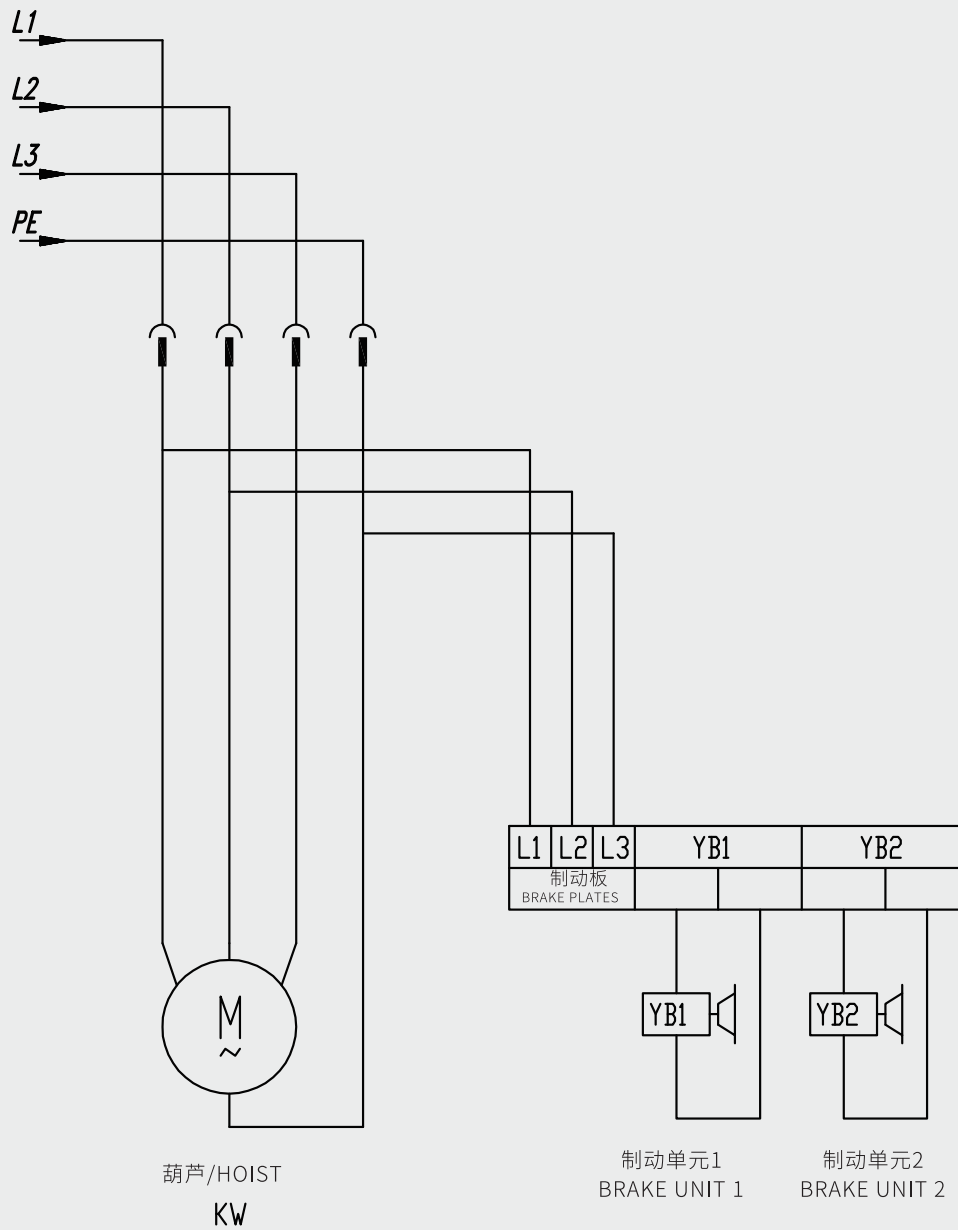 L1
L2
L3
PE
L1 L2 L3 YB1 YB2
制动板
BRAKE PLATES
M
~
YB1 YB2
葫芦/HOIST
KW
制动单元1
BRAKE UNIT 1
制动单元2
BRAKE UNIT 2